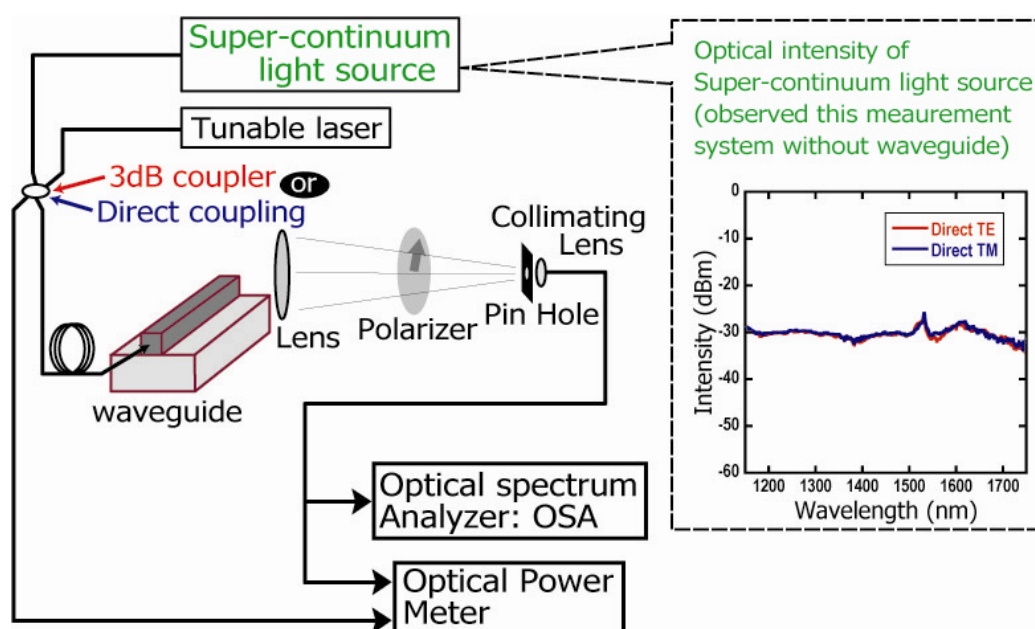 Super-continuum
light source
Tunable laser
3dB coupler or
Direct coupling
Collimating
Lens
Lens
Polarizer
Pin Hole
waveguide
Optical spectrum
Analyzer: OSA
Optical Power
Meter
Optical intensity of
Super-continuum light source
(observed this meaurement
system without waveguide)
0
-10
-20
-30
-40
-50
-60
Intensity (dBm)
Direct TE
Direct TM
1200 1300 1400 1500 1600 1700
Wavelength (nm)